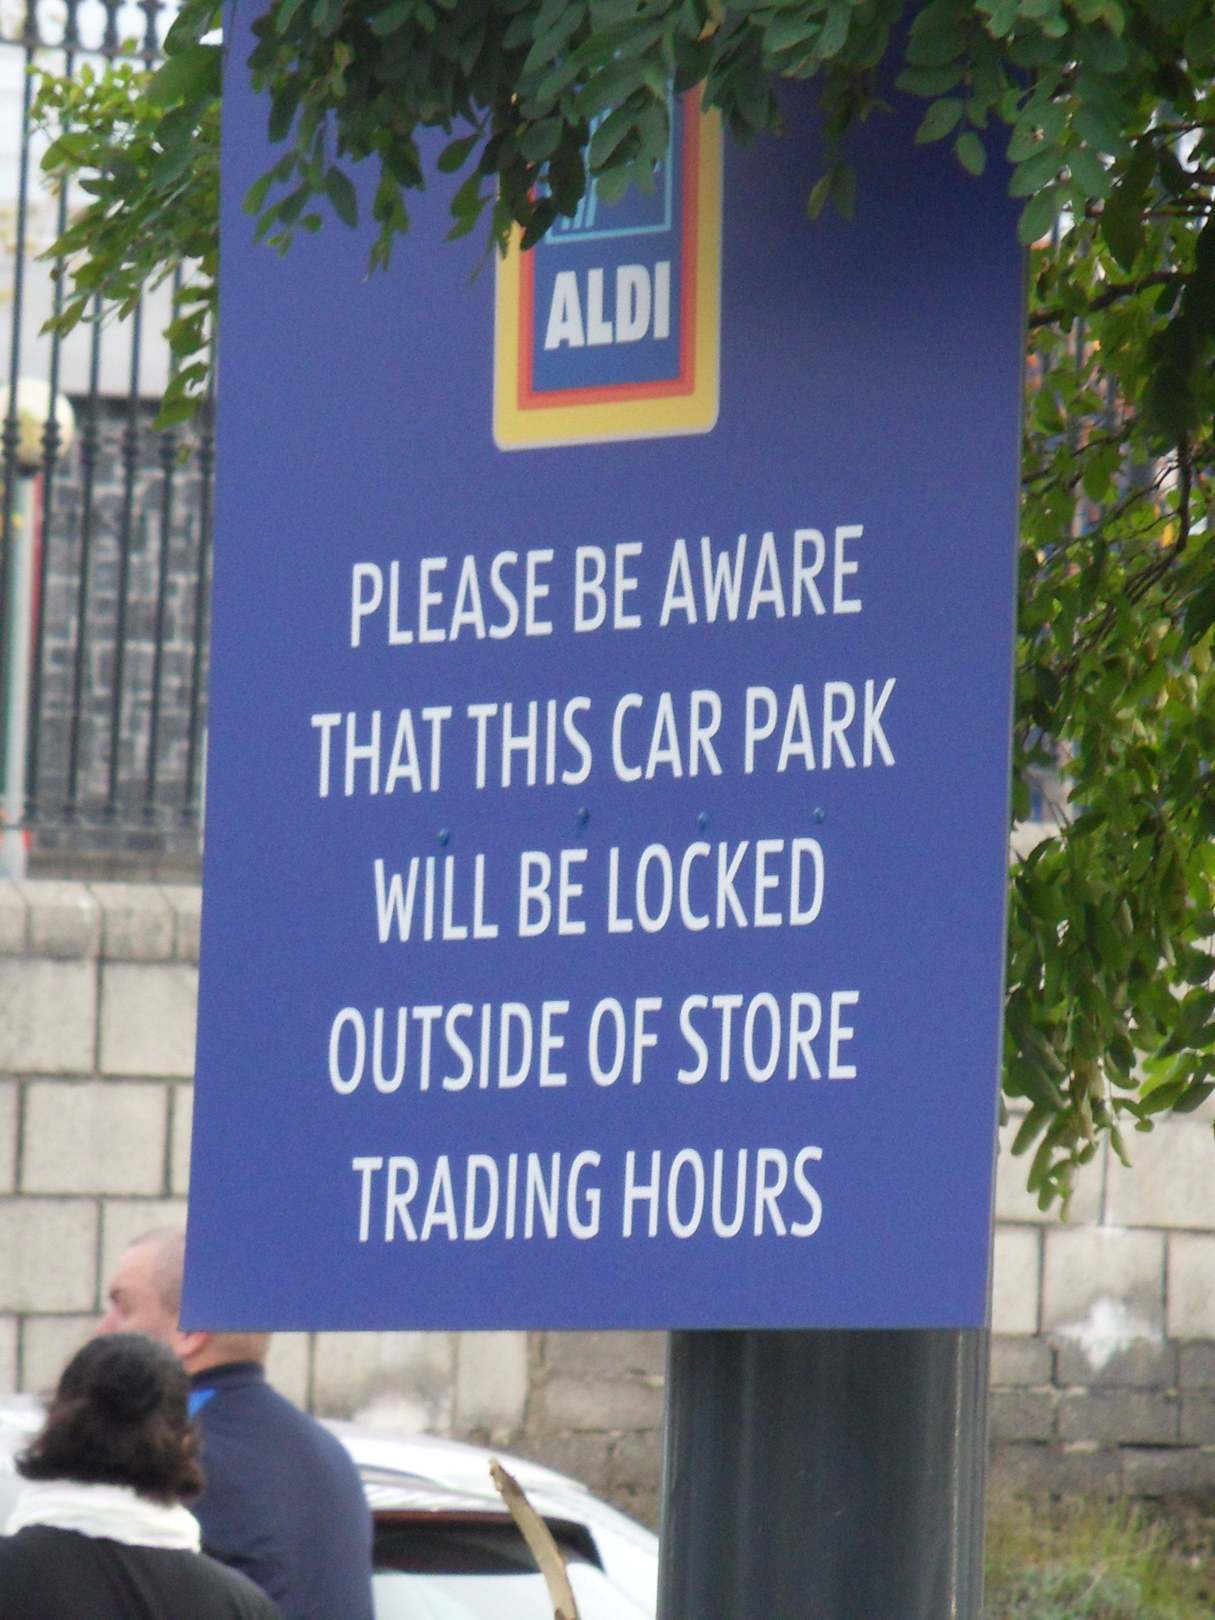 ALDI
PLEASE BE AWARE
THAT THIS CAR PARK
WILL BE LOCKED
OUTSIDE OF STORE
TRADING HOURS